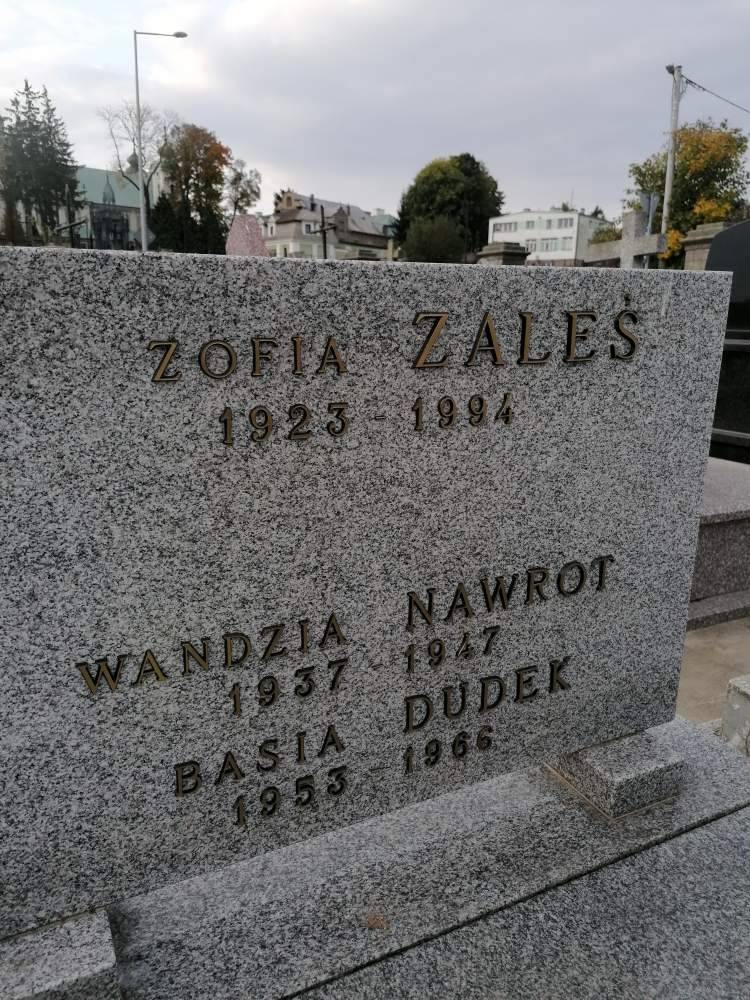 ZOFIA ZALEŚ
1923 - 1994
WANDZIA NAWROT
1937 - 1947
BASIA DUDEK
1953 - 1966